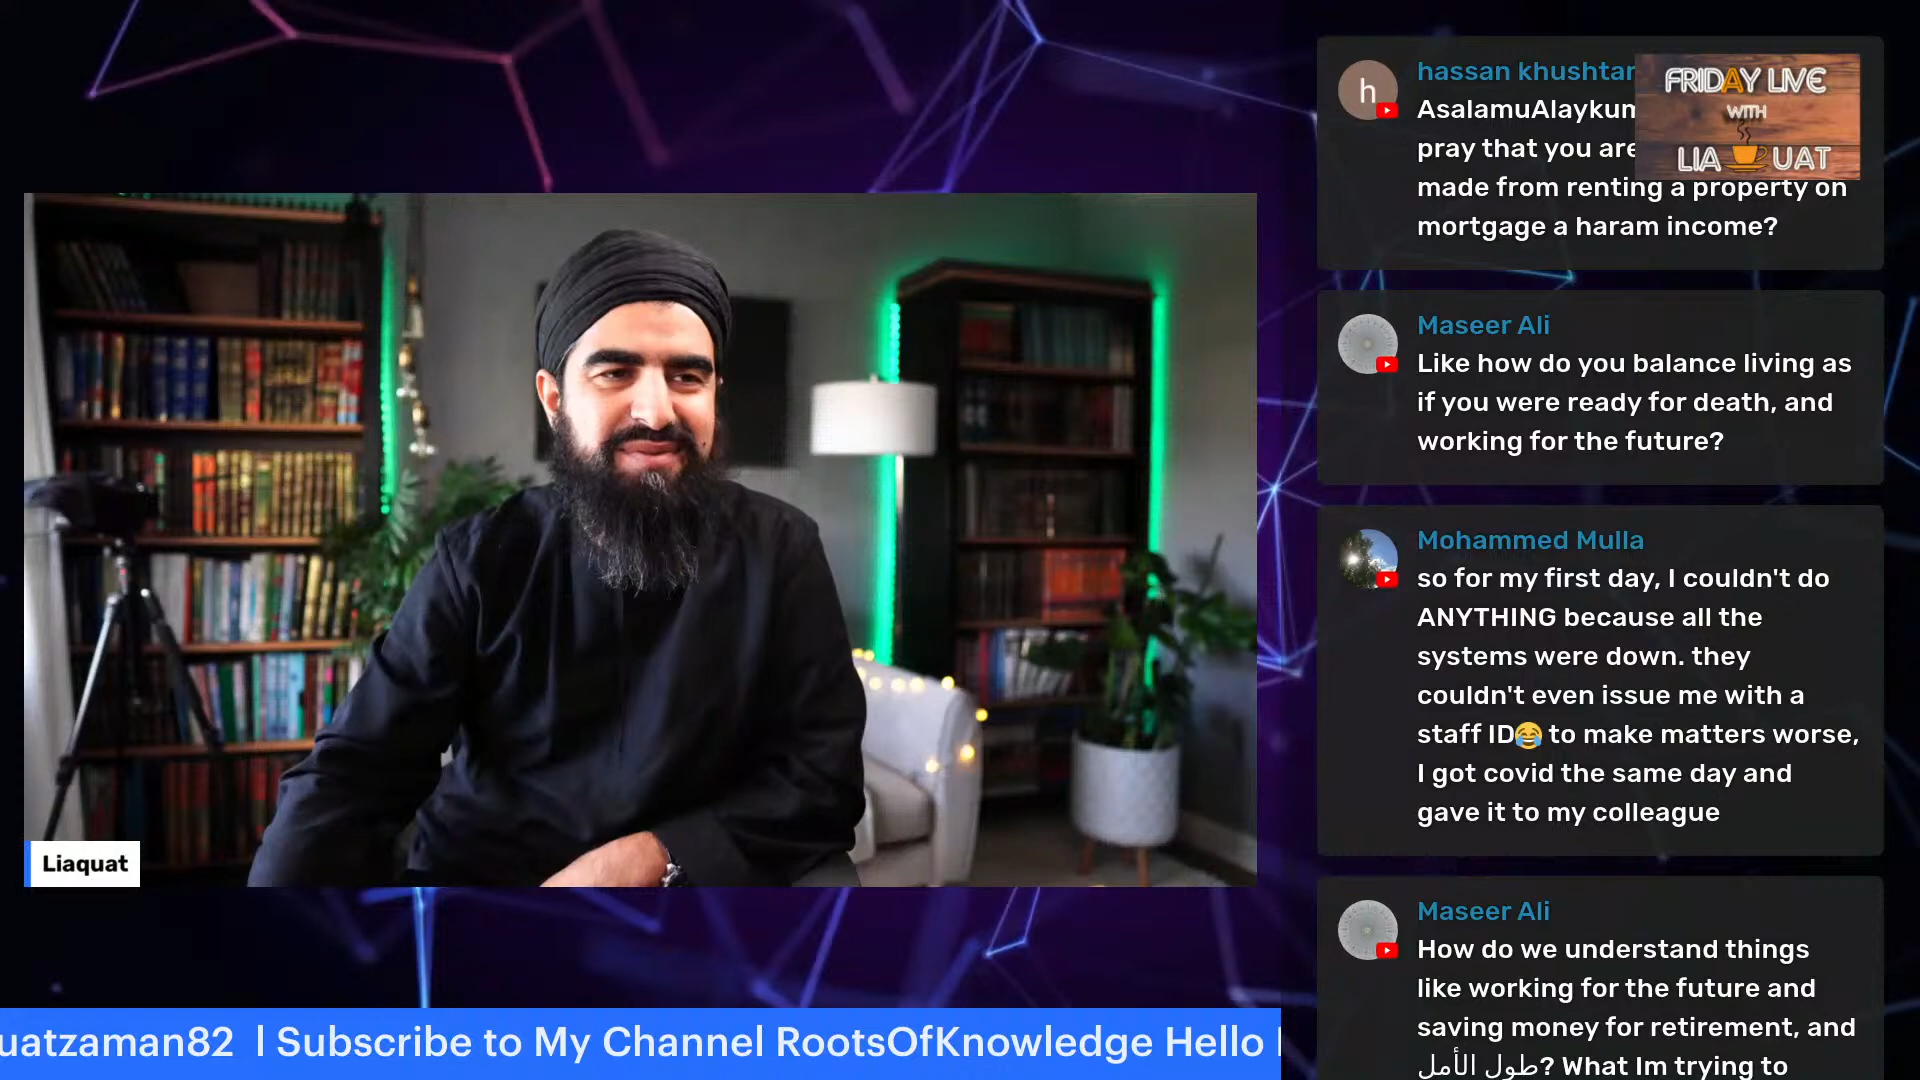 hassan khushtar
AsalamuAlaykum
pray that you are
made from renting a property on
mortgage a haram income?
h
FRIDAY LIVE
WITH
LIA UAT
Maseer Ali
Like how do you balance living as
if you were ready for death, and
working for the future?
Mohammed Mulla
so for my first day, I couldn't do
ANYTHING because all the
systems were down. they
couldn't even issue me with a
staff ID😂 to make matters worse,
I got covid the same day and
gave it to my colleague
Maseer Ali
How do we understand things
like working for the future and
saving money for retirement, and
طول الأمل? What Im trying to
Liaquat
uatzaman82 | Subscribe to My Channel RootsOfKnowledge Hello